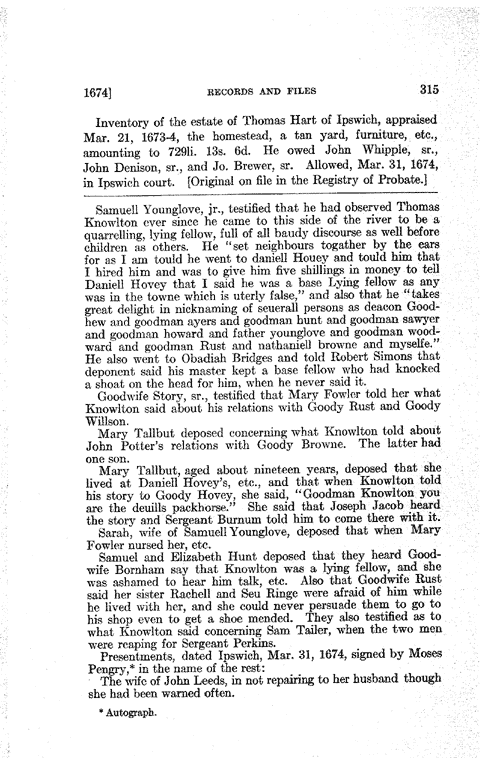 1674] RECORDS AND FILES 315
Inventory of the estate of Thomas Hart of Ipswich, appraised
Mar. 21, 1673-4, the homestead, a tan yard, furniture, etc.,
amounting to 729li. 13s. 6d. He owed John Whipple, sr.,
John Denison, sr., and Jo. Brewer, sr. Allowed, Mar. 31, 1674,
in Ipswich court. [Original on file in the Registry of Probate.]
Samuell Younglove, jr., testified that he had observed Thomas
Knowlton ever since he came to this side of the river to be a
quarrelling, lying fellow, full of all baudy discourse as well before
children as others. He "set neighbours togather by the ears
for as I am tould he went to daniell Houey and tould him that
I hired him and was to give him five shillings in money to tell
Daniell Hovey that I said he was a base Lying fellow as any
was in the towne which is uterly false," and also that he "takes
great delight in nicknaming of seuerall persons as deacon Good-
hew and goodman ayers and goodman hunt and goodman sawyer
and goodman howard and father younglove and goodman wood-
ward and goodman Rust and nathaniell browne and myselfe."
He also went to Obadiah Bridges and told Robert Simons that
deponent said his master kept a base fellow who had knocked
a shoat on the head for him, when he never said it.
Goodwife Story, sr., testified that Mary Fowler told her what
Knowlton said about his relations with Goody Rust and Goody
Willson.
Mary Tallbut deposed concerning what Knowlton told about
John Potter's relations with Goody Browne. The latter had
one son.
Mary Tallbut, aged about nineteen years, deposed that she
lived at Daniell Hovey's, etc., and that when Knowlton told
his story to Goody Hovey, she said, "Goodman Knowlton you
are the deuills packhorse." She said that Joseph Jacob heard
the story and Sergeant Burnum told him to come there with it.
Sarah, wife of Samuell Younglove, deposed that when Mary
Fowler nursed her, etc.
Samuel and Elizabeth Hunt deposed that they heard Good-
wife Bornham say that Knowlton was a lying fellow, and she
was ashamed to hear him talk, etc. Also that Goodwife Rust
said her sister Rachell and Seu Ringe were afraid of him while
he lived with her, and she could never persuade them to go to
his shop even to get a shoe mended. They also testified as to
what Knowlton said concerning Sam Tailer, when the two men
were reaping for Sergeant Perkins.
Presentments, dated Ipswich, Mar. 31, 1674, signed by Moses
Pengry,* in the name of the rest:
The wife of John Leeds, in not repairing to her husband though
she had been warned often.
* Autograph.